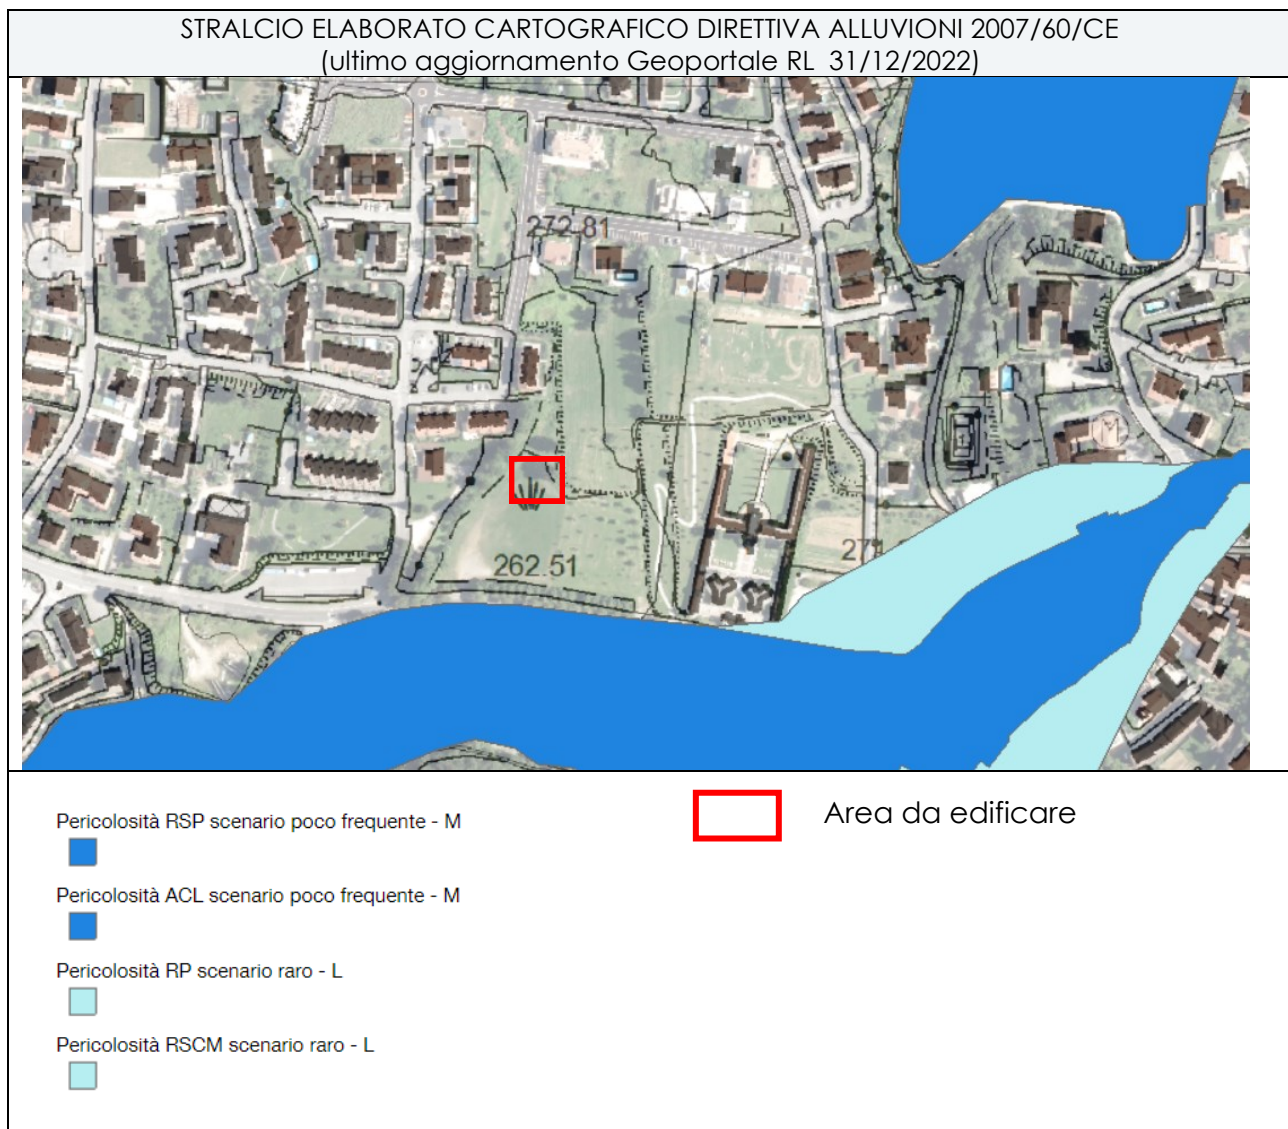 STRALCIO ELABORATO CARTOGRAFICO DIRETTIVA ALLUVIONI 2007/60/CE
(ultimo aggiornamento Geoportale RL 31/12/2022)
272.81
262.51
Pericolosità RSP scenario poco frequente - M
Area da edificare
Pericolosità ACL scenario poco frequente - M
Pericolosità RP scenario raro - L
Pericolosità RSCM scenario raro - L